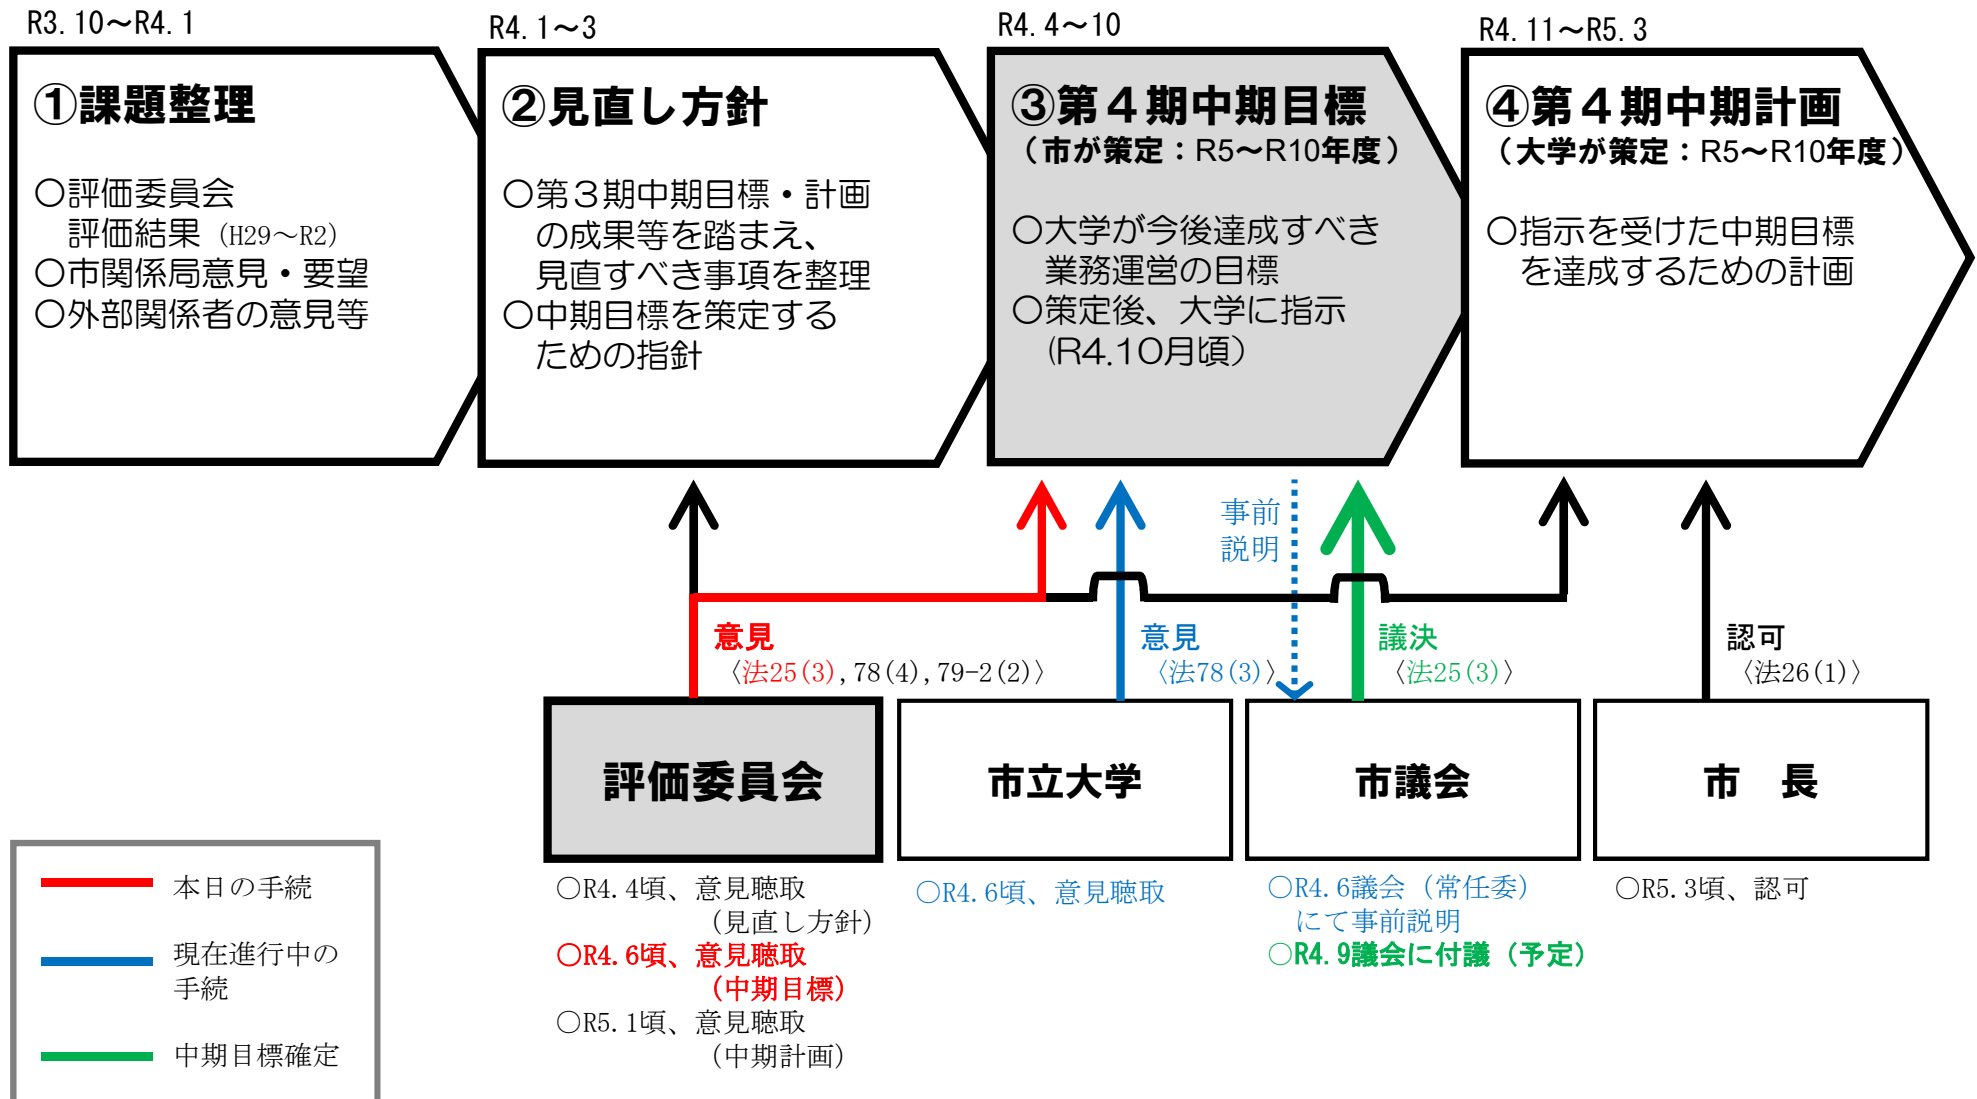 R3.10～R4.1
①課題整理
○評価委員会
評価結果（H29～R2）
○市関係局意見・要望
○外部関係者の意見等
R4.1～3
②見直し方針
○第３期中期目標・計画
の成果等を踏まえ、
見直すべき事項を整理
○中期目標を策定する
ための指針
R4.4～10
③第４期中期目標
（市が策定：R5～R10年度）
○大学が今後達成すべき
業務運営の目標
○策定後、大学に指示
（R4.10月頃）
R4.11～R5.3
④第４期中期計画
（大学が策定：R5～R10年度）
○指示を受けた中期目標
を達成するための計画
事前
説明
意見
〈法25(3),78(4),79-2(2)〉
意見
〈法78(3)〉
議決
〈法25(3)〉
認可
〈法26(1)〉
評価委員会
市立大学
市議会
市　長
○R4.4頃、意見聴取
（見直し方針）
○R4.6頃、意見聴取
（中期目標）
○R5.1頃、意見聴取
（中期計画）
○R4.6頃、意見聴取
○R4.6議会（常任委）
にて事前説明
○R4.9議会に付議（予定）
○R5.3頃、認可
本日の手続
現在進行中の
手続
中期目標確定